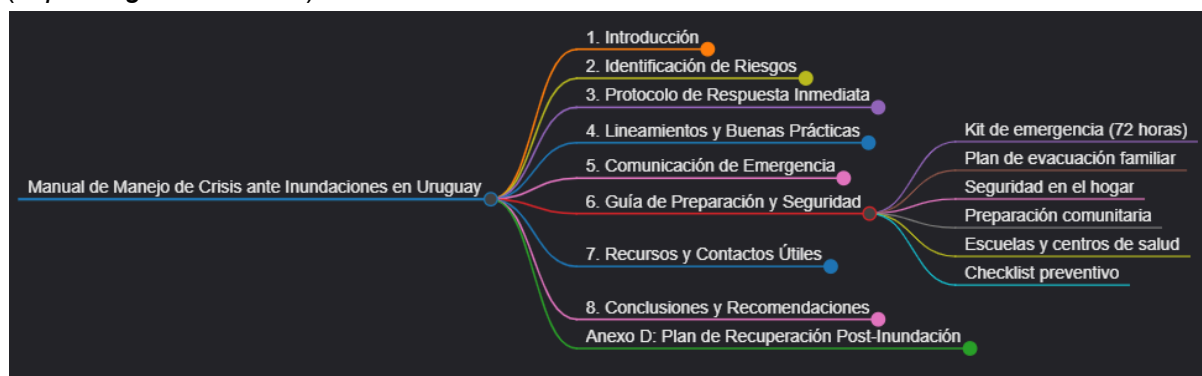 Manual de Manejo de Crisis ante Inundaciones en Uruguay
1. Introducción
2. Identificación de Riesgos
3. Protocolo de Respuesta Inmediata
4. Lineamientos y Buenas Prácticas
5. Comunicación de Emergencia
6. Guía de Preparación y Seguridad
Kit de emergencia (72 horas)
Plan de evacuación familiar
Seguridad en el hogar
Preparación comunitaria
Escuelas y centros de salud
Checklist preventivo
7. Recursos y Contactos Útiles
8. Conclusiones y Recomendaciones
Anexo D: Plan de Recuperación Post-Inundación